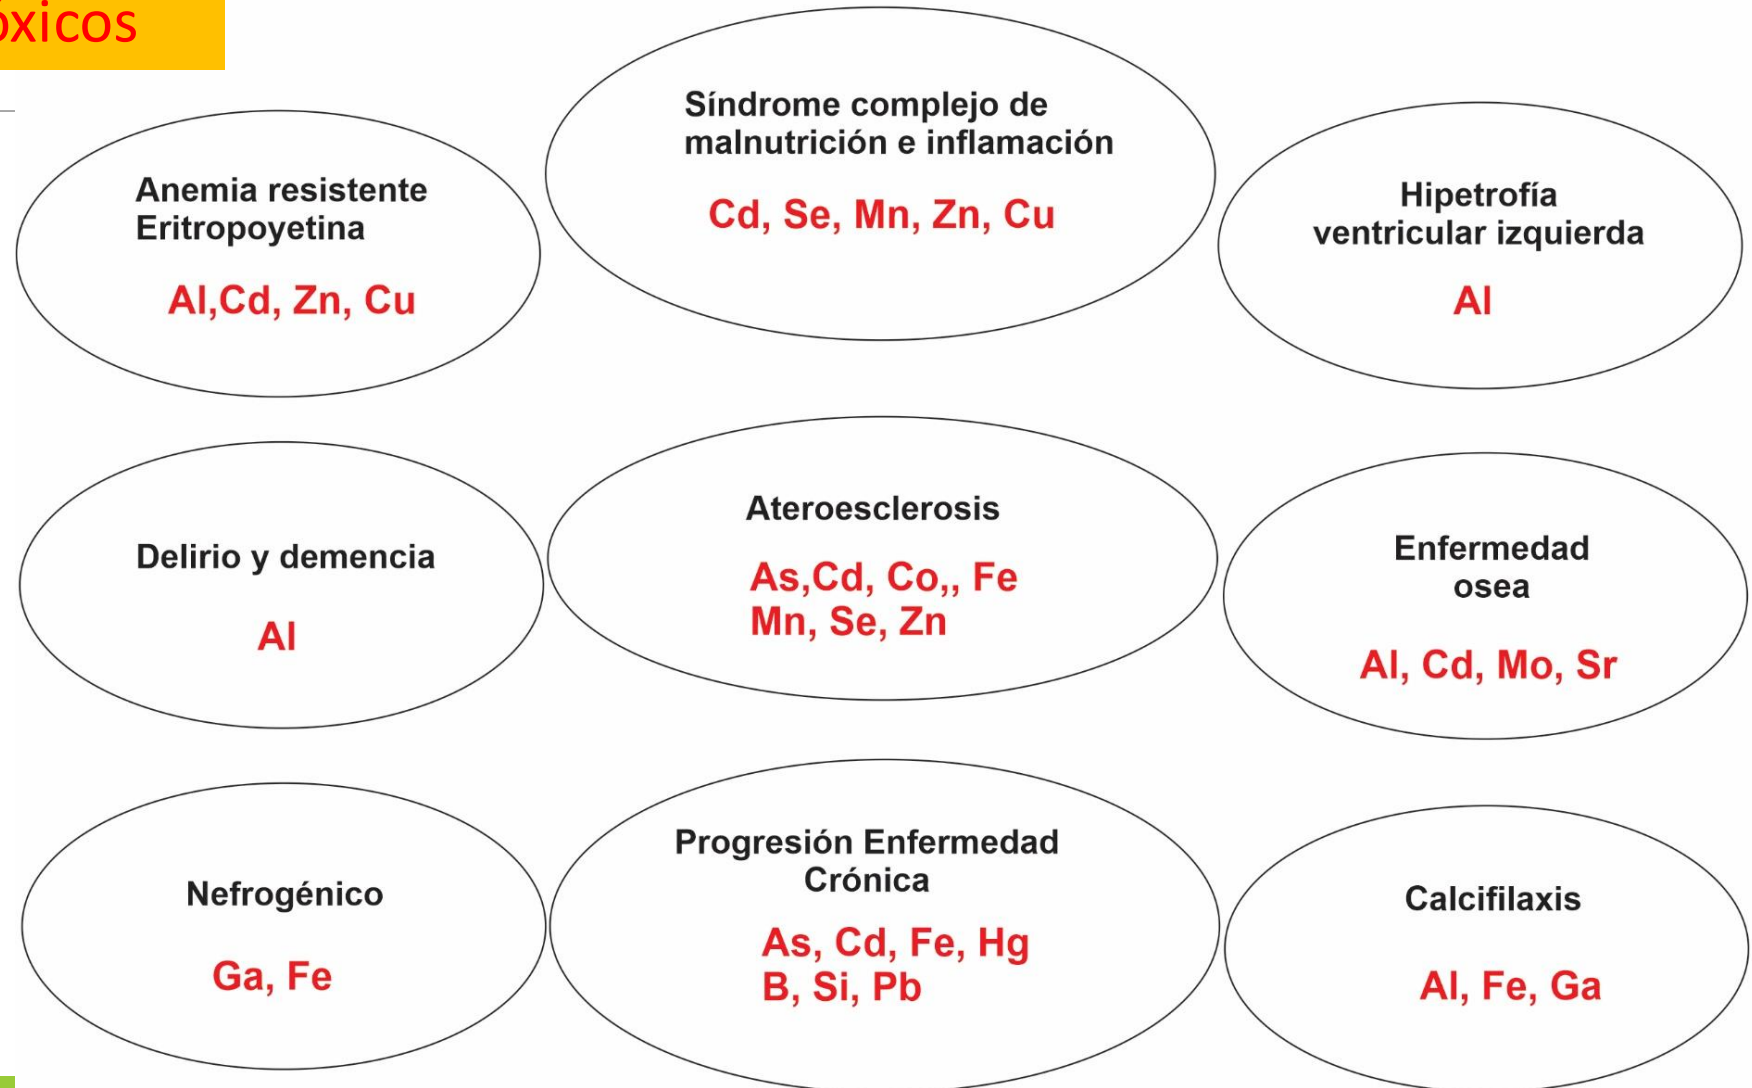 óxicos
Síndrome complejo de
malnutrición e inflamación
Cd, Se, Mn, Zn, Cu
Anemia resistente
Eritropoyetina
Al,Cd, Zn, Cu
Hipetrofía
ventricular izquierda
Al
Delirio y demencia
Al
Ateroesclerosis
As,Cd, Co,, Fe
Mn, Se, Zn
Enfermedad
osea
Al, Cd, Mo, Sr
Nefrogénico
Ga, Fe
Progresión Enfermedad
Crónica
As, Cd, Fe, Hg
B, Si, Pb
Calcifilaxis
Al, Fe, Ga